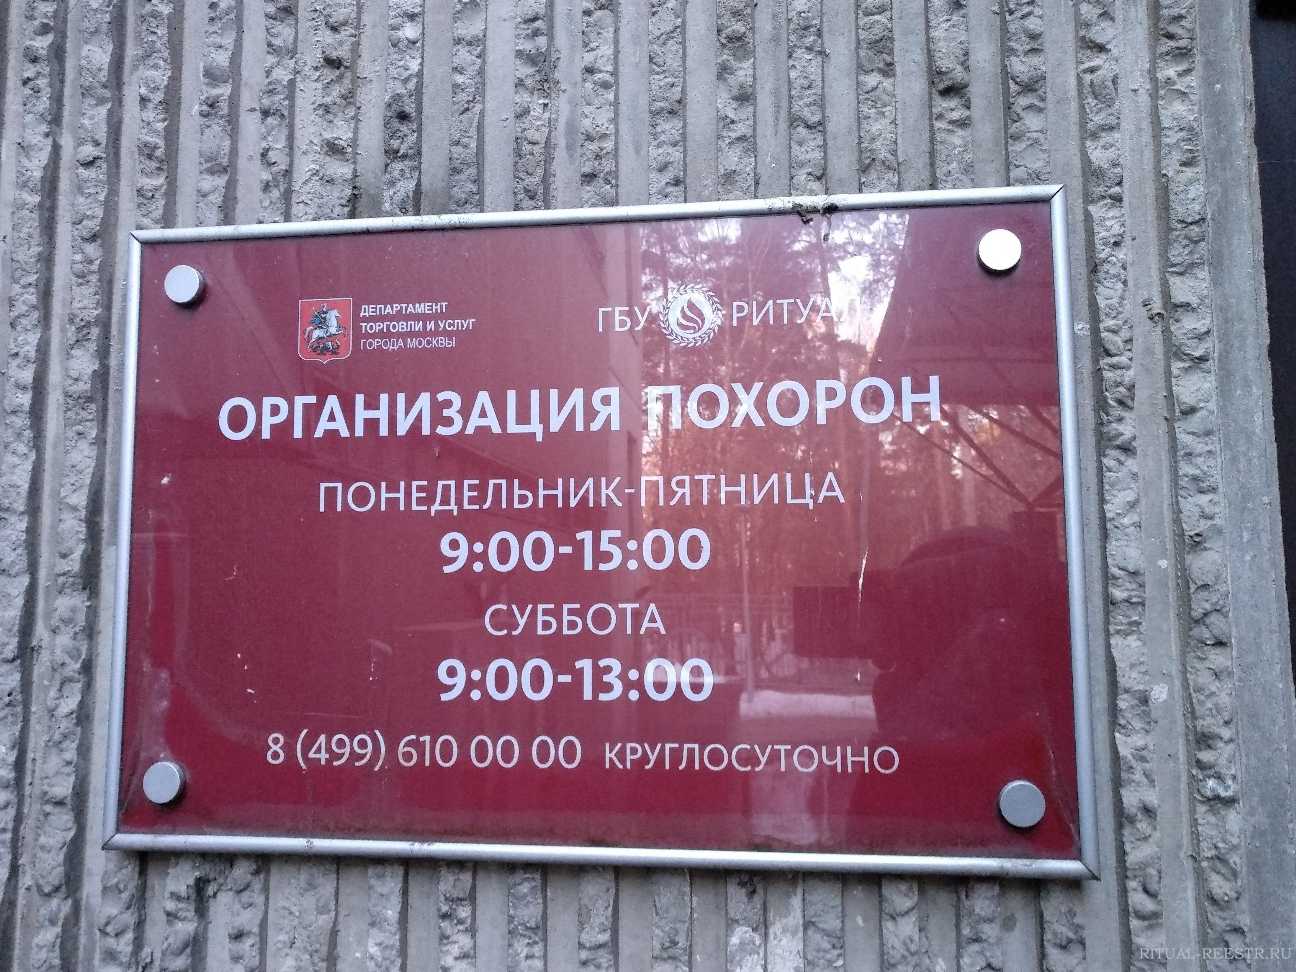 ДЕПАРТАМЕНТ
ТОРГОВЛИ И УСЛУГ
ГОРОДА МОСКВЫ
ГБУ РИТУАЛ
ОРГАНИЗАЦИЯ ПОХОРОН
ПОНЕДЕЛЬНИК-ПЯТНИЦА
9:00-15:00
СУББОТА
9:00-13:00
8 (499) 610 00 00 КРУГЛОСУТОЧНО
RITUAL-REESTR.RU